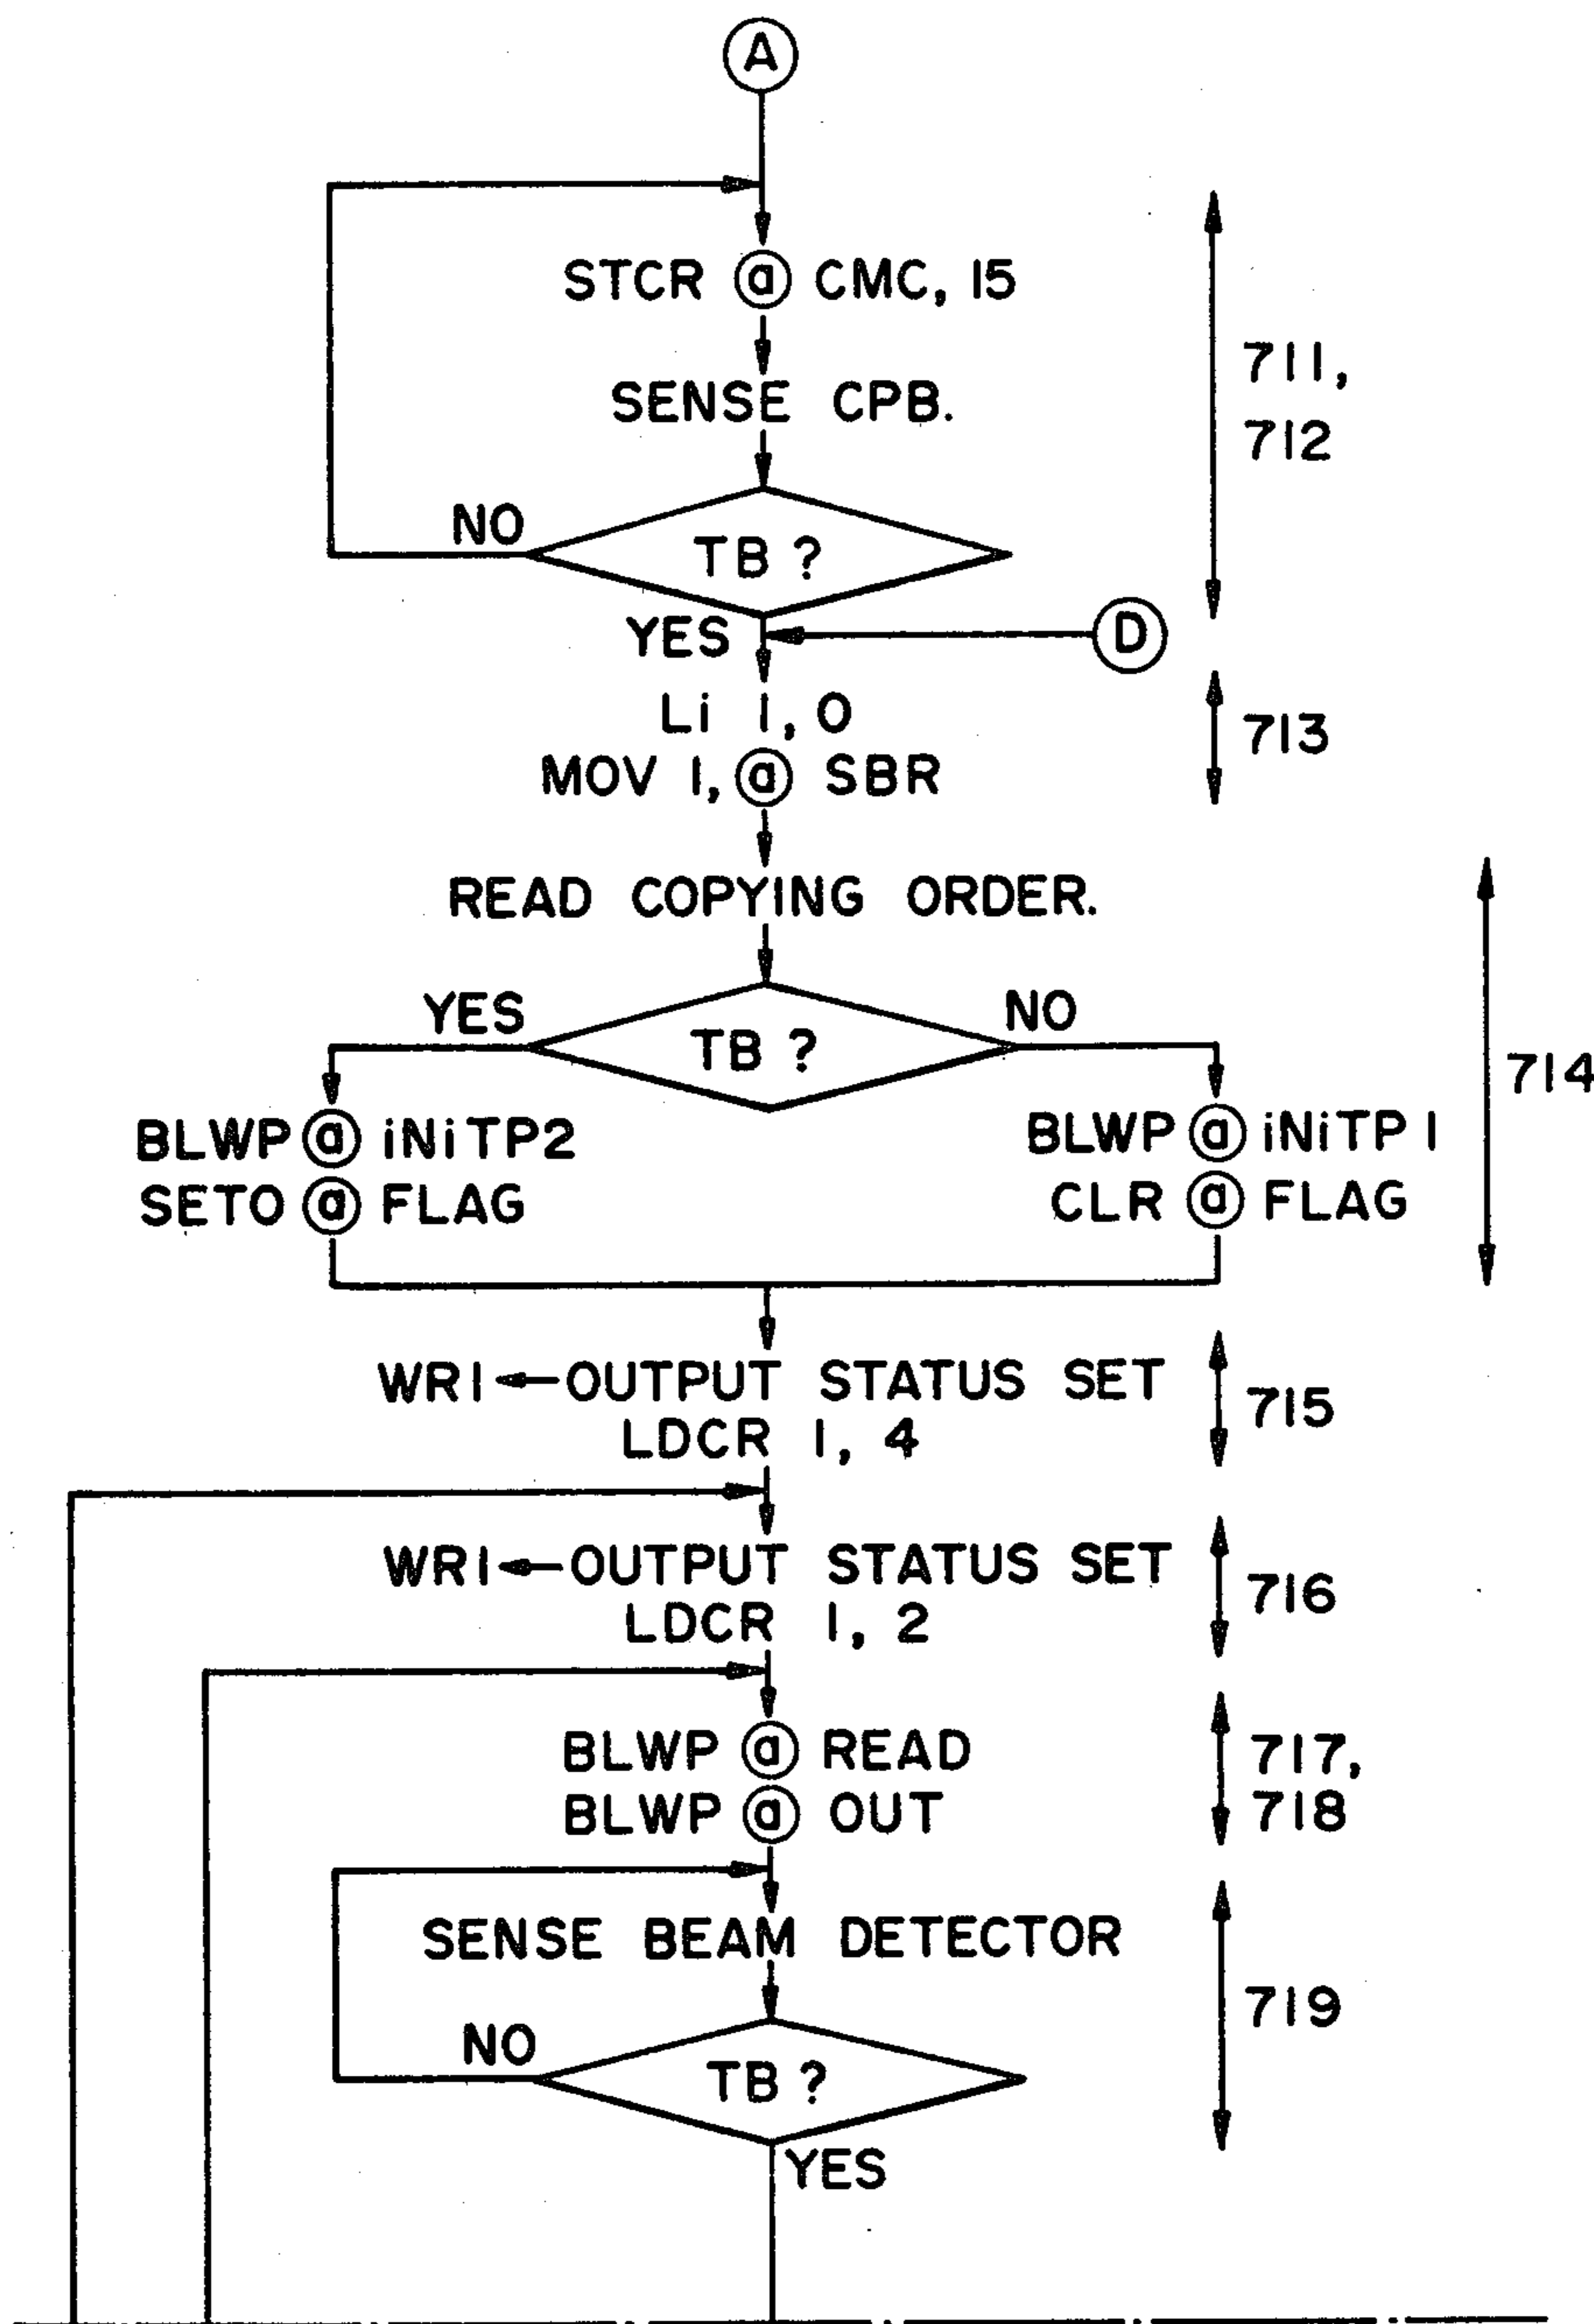 A
STCR @ CMC, 15
SENSE CPB.
711,
712
NO
TB ?
YES
D
Li 1, 0
MOV 1, @ SBR
713
READ COPYING ORDER.
YES
TB ?
NO
714
BLWP @ iNiTP2
SETO @ FLAG
BLWP @ iNiTP1
CLR @ FLAG
WR1←OUTPUT STATUS SET
LDCR 1, 4
715
WR1←OUTPUT STATUS SET
LDCR 1, 2
716
BLWP @ READ
BLWP @ OUT
717,
718
SENSE BEAM DETECTOR
719
NO
TB ?
YES